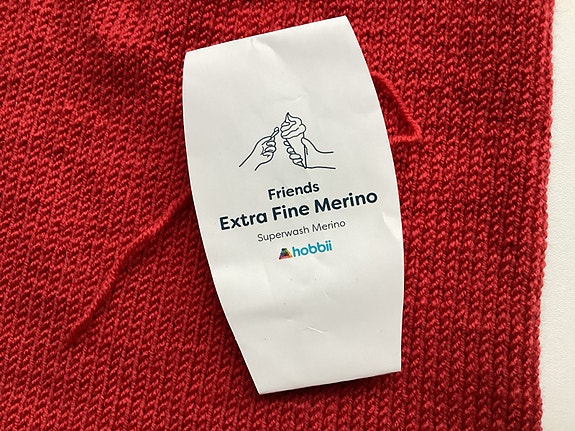 Friends
Extra Fine Merino
Superwash Merino
hobbii